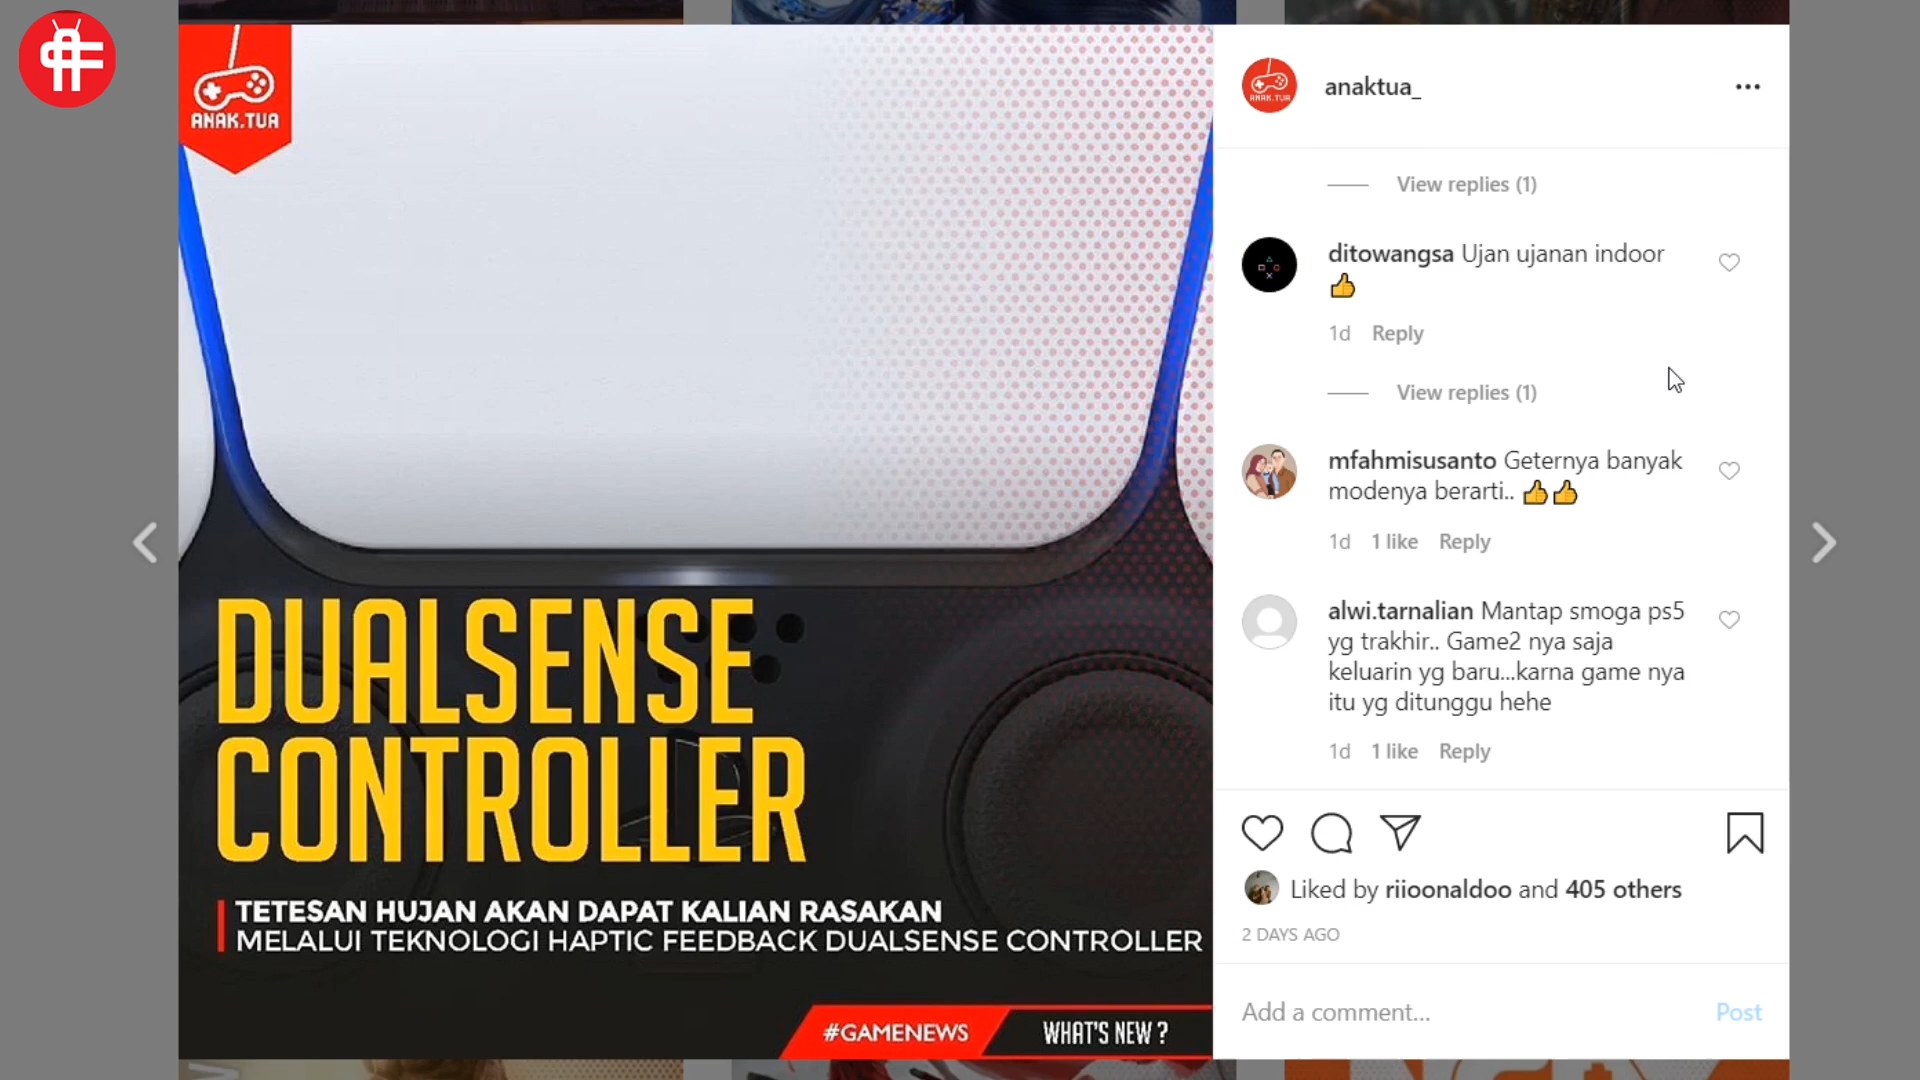 ANAK.TUA
DUALSENSE
CONTROLLER
TETESAN HUJAN AKAN DAPAT KALIAN RASAKAN
MELALUI TEKNOLOGI HAPTIC FEEDBACK DUALSENSE CONTROLLER
#GAMENEWS
WHAT'S NEW ?
ANAK.TUA
anaktua_
View replies (1)
ditowangsa Ujan ujanan indoor
👍
1d Reply
View replies (1)
mfahmisusanto Geternya banyak
modenya berarti.. 👍👍
1d 1 like Reply
alwi.tarnalian Mantap smoga ps5
yg trakhir.. Game2 nya saja
keluarin yg baru...karna game nya
itu yg ditunggu hehe
1d 1 like Reply
Liked by riioonaldoo and 405 others
2 DAYS AGO
Add a comment...
Post